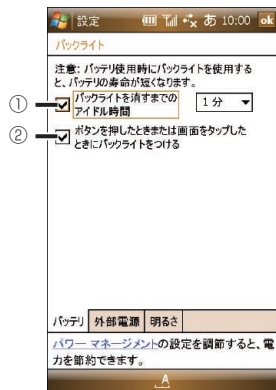 設定 あ 10:00 ok
バックライト
注意: バッテリ使用時にバックライトを使用する
と、バッテリの寿命が短くなります。
① バックライトを消すまでの 1 分
アイドル時間
② ボタンを押したときまたは画面をタップした
ときにバックライトをつける
バッテリ 外部電源 明るさ
パワー マネージメントの設定を調節すると、電
力を節約できます。
A